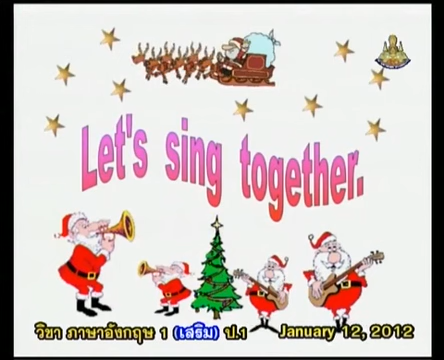 Let's sing together.
วิชา ภาษาอังกฤษ 1 (เสริม) ป.1 January 12, 2012